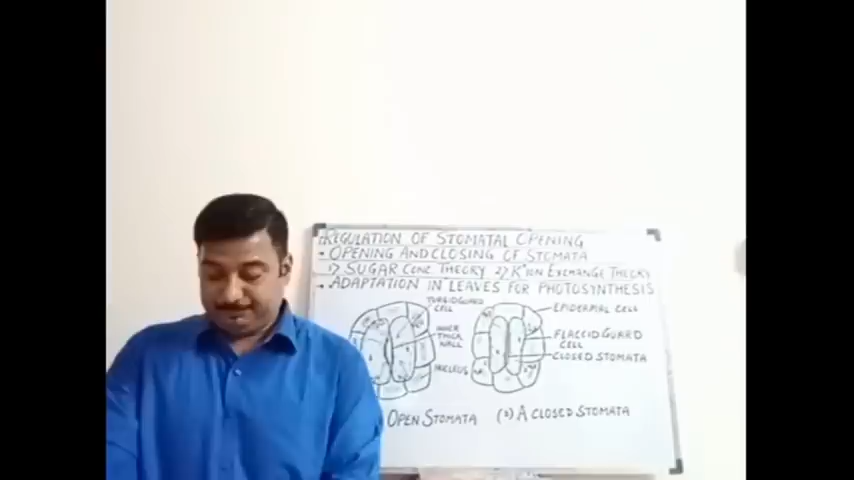 REGULATION OF STOMATAL OPENING
• OPENING AND CLOSING OF STOMATA
1) SUGAR CONC THEORY 2) K+ ION EXCHANGE THEORY
• ADAPTATION IN LEAVES FOR PHOTOSYNTHESIS
TURGID GUARD
CELL
INNER
THICK
WALL
NUCLEUS
EPIDERMAL CELL
FLACCID GUARD
CELL
CLOSED STOMATA
OPEN STOMATA
(2) A CLOSED STOMATA